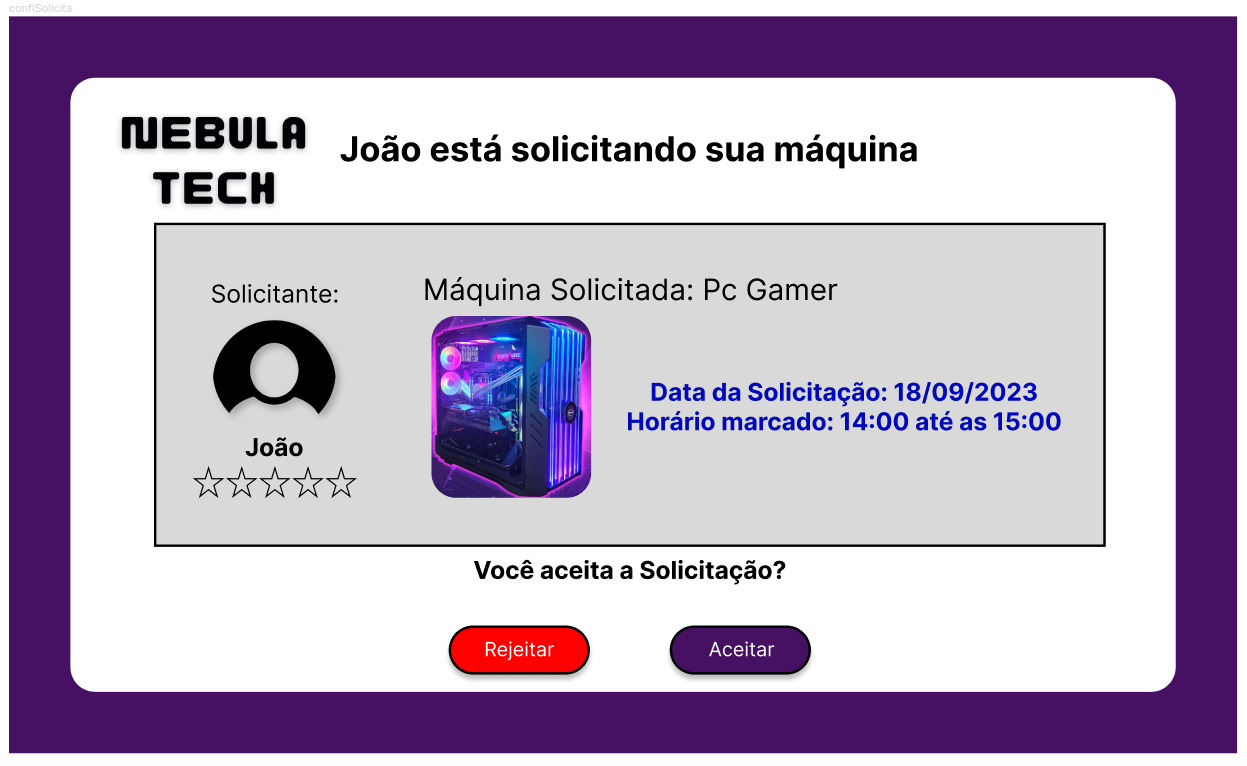 confiSolicita
NEBULA
TECH
João está solicitando sua máquina
Solicitante:
João
Máquina Solicitada: Pc Gamer
Data da Solicitação: 18/09/2023
Horário marcado: 14:00 até as 15:00
Você aceita a Solicitação?
Rejeitar
Aceitar